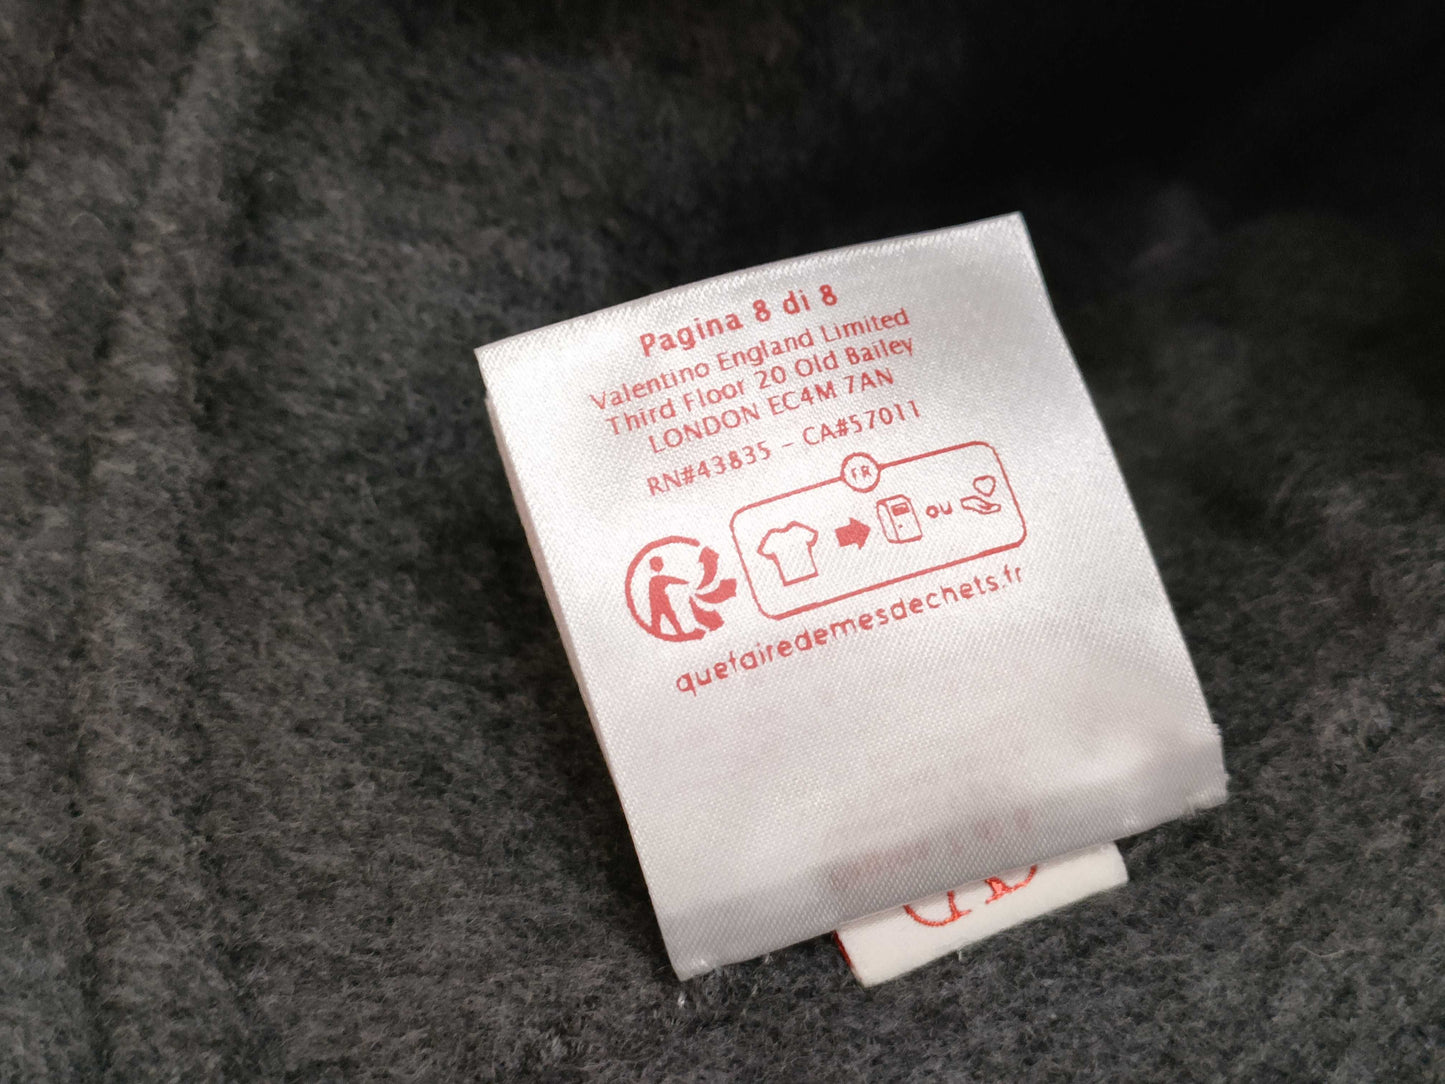 Pagina 8 di 8
Valentino England Limited
Third Floor 20 Old Bailey
LONDON EC4M 7AN
RN#43835 - CA#57011
FR
ou
quefairedemesdechets.fr